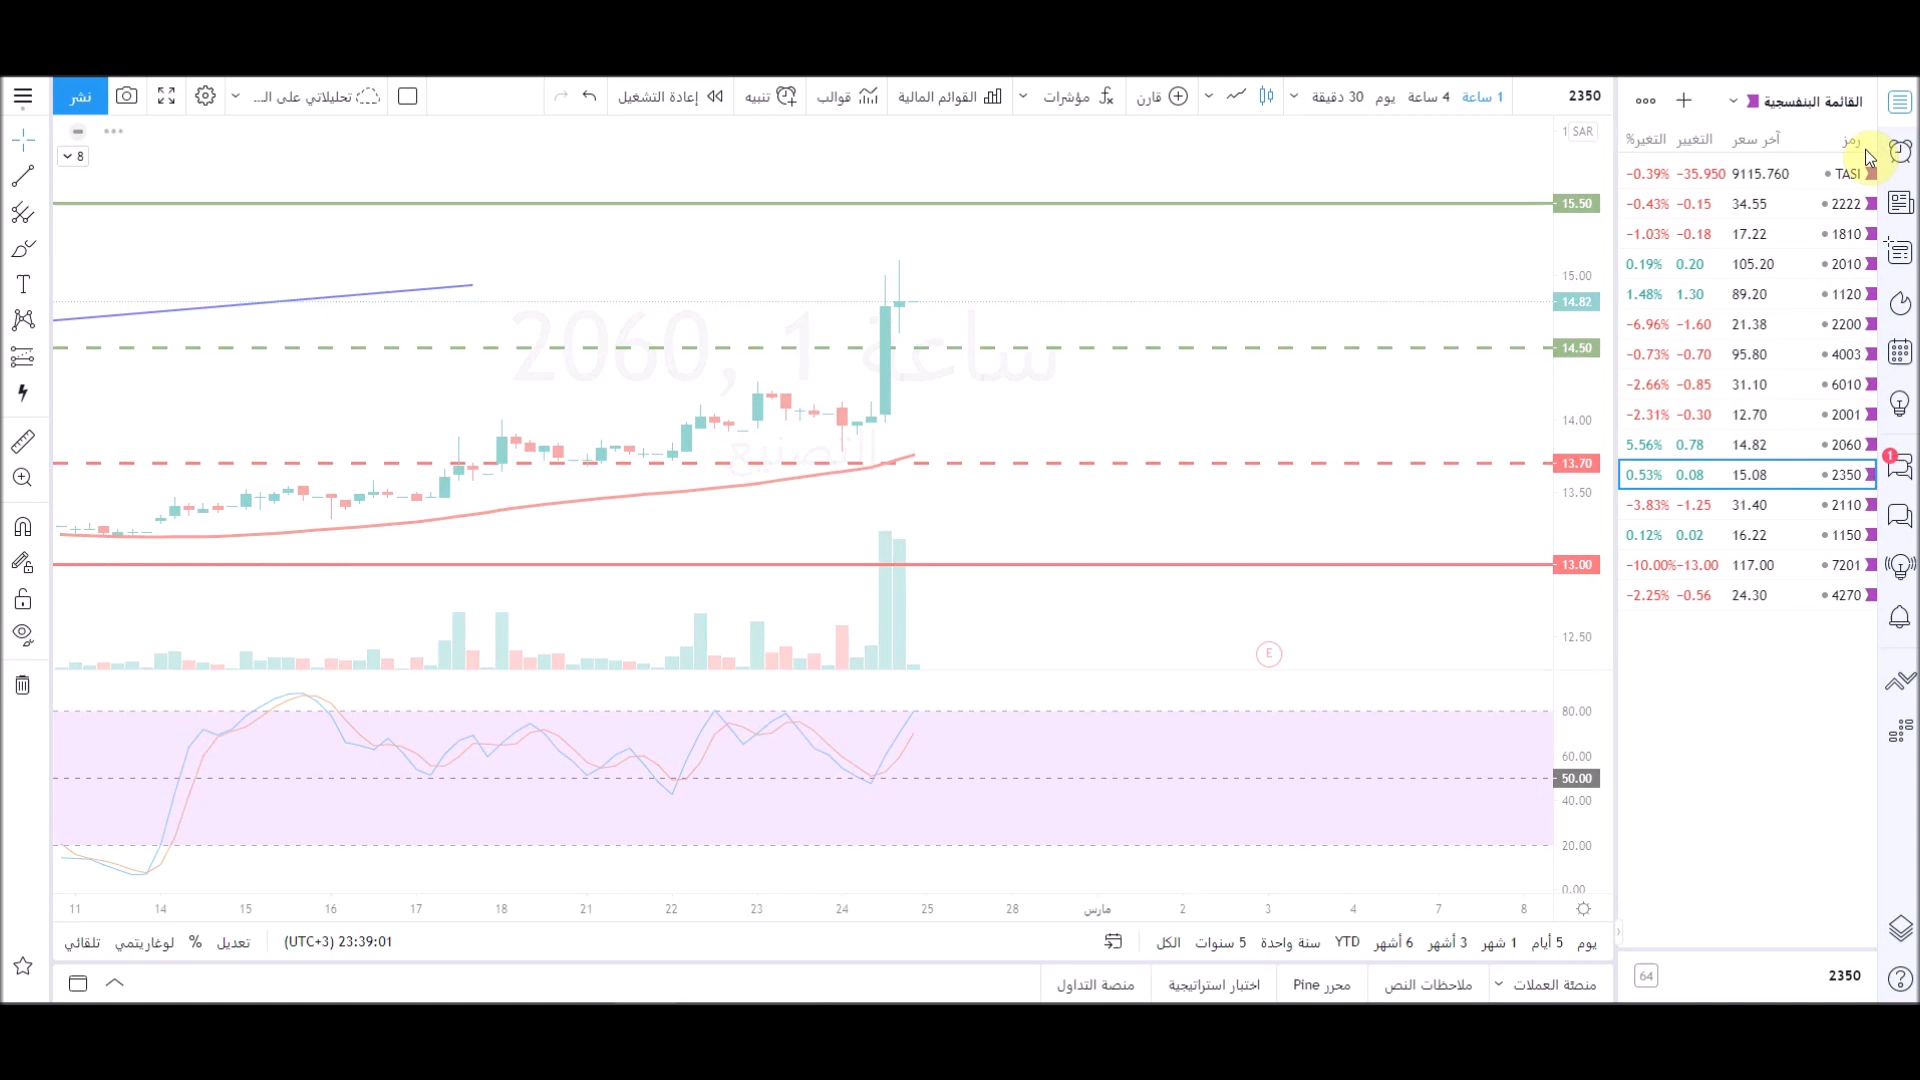 نشر
تحليلاتي على الـ...
إعادة التشغيل
تنبيه
قوالب
القوائم المالية
مؤشرات
قارن
1 ساعة 4 ساعة يوم 30 دقيقة
2350
القائمة البنفسجية
رمز آخر سعر التغيير التغير%
TASI 9115.760 −35.950 −0.39%
2222 34.55 −0.15 −0.43%
1810 17.22 −0.18 −1.03%
2010 105.20 0.20 0.19%
1120 89.20 1.30 1.48%
2200 21.38 −1.60 −6.96%
4003 95.80 −0.70 −0.73%
6010 31.10 −0.85 −2.66%
2001 12.70 −0.30 −2.31%
2060 14.82 0.78 5.56%
2350 15.08 0.08 0.53%
2110 31.40 −1.25 −3.83%
1150 16.22 0.02 0.12%
7201 117.00 −13.00 −10.00%
4270 24.30 −0.56 −2.25%
1
64
2350
8
SAR
15.50
15.00
14.82
14.50
14.00
13.70
13.50
13.00
12.50
2060, 1 ساعة
التصنيع
E
80.00
60.00
50.00
40.00
20.00
0.00
11 14 15 16 17 18 21 22 23 24 25 28 مارس 2 3 4 7 8
تلقائي لوغاريتمي % تعديل
23:39:01 (UTC+3)
يوم 5 أيام 1 شهر 3 أشهر 6 أشهر YTD سنة واحدة 5 سنوات الكل
منصة العملات ملاحظات النص محرر Pine اختبار استراتيجية منصة التداول